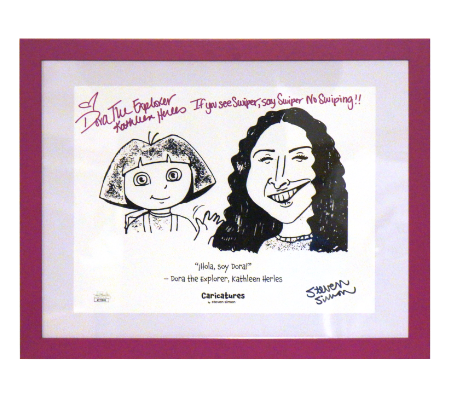 Dora The Explorer
Kathleen Herles
If you see Swiper, say Swiper No Swiping!!
"¡Hola, soy Dora!"
– Dora the Explorer, Kathleen Herles
Caricatures
Steven
Simon